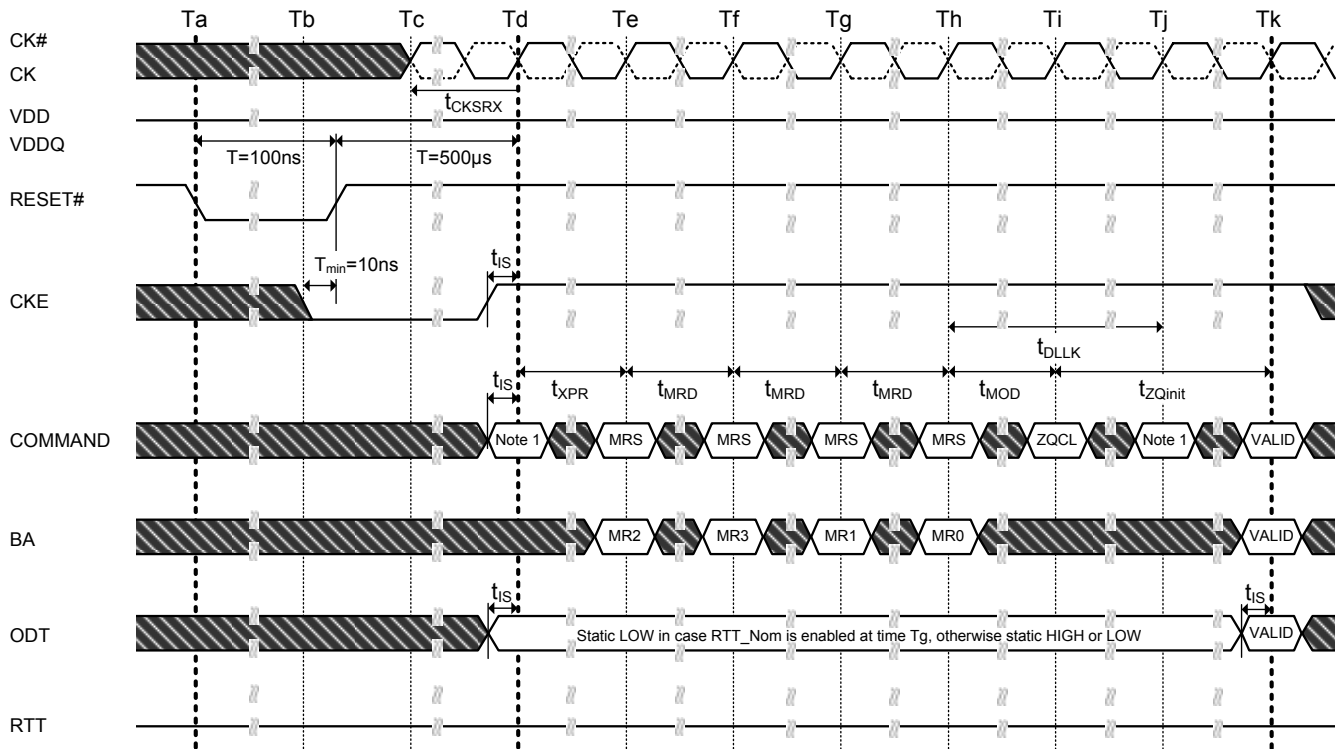 Ta Tb Tc Td Te Tf Tg Th Ti Tj Tk
CK#
CK
tCKSRX
VDD
VDDQ
T=100ns T=500µs
RESET#
Tmin=10ns tIS
CKE
tDLLK
tIS tXPR tMRD tMRD tMRD tMOD tZQinit
COMMAND Note 1 MRS MRS MRS MRS ZQCL Note 1 VALID
BA MR2 MR3 MR1 MR0 VALID
tIS tIS
ODT Static LOW in case RTT_Nom is enabled at time Tg, otherwise static HIGH or LOW VALID
RTT